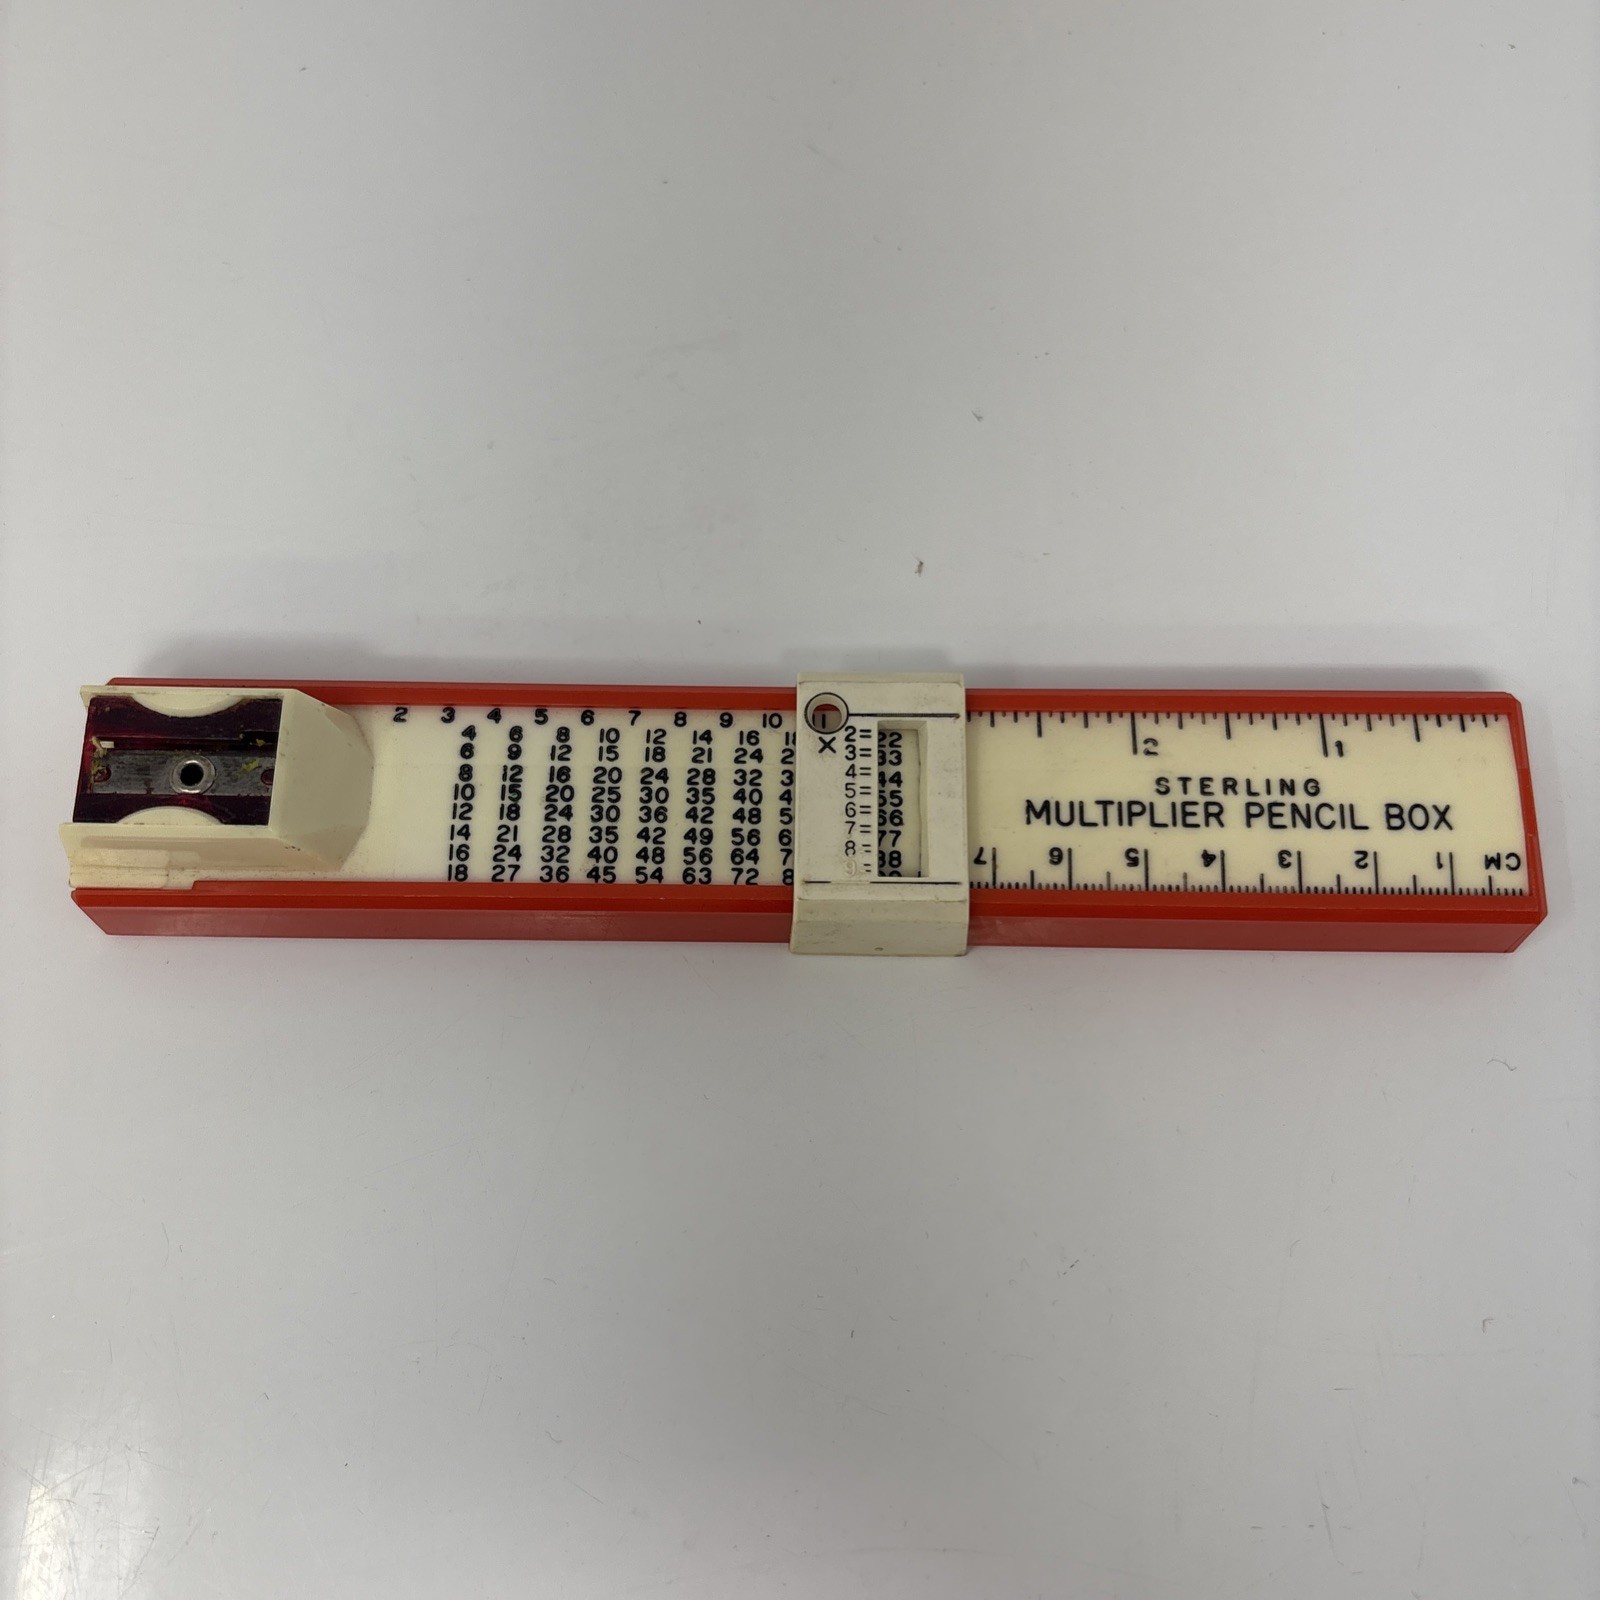 2 3 4 5 6 7 8 9 10 11
4 6 8 10 12 14 16
6 9 12 15 18 21 24
8 12 16 20 24 28 32
10 15 20 25 30 35 40
12 18 24 30 36 42 48
14 21 28 35 42 49 56
16 24 32 40 48 56 64
18 27 36 45 54 63 72
X
2= 22
3= 33
4= 44
5= 55
6= 66
7= 77
8= 88
9=
2 1
STERLING
MULTIPLIER PENCIL BOX
7 6 5 4 3 2 1 CM